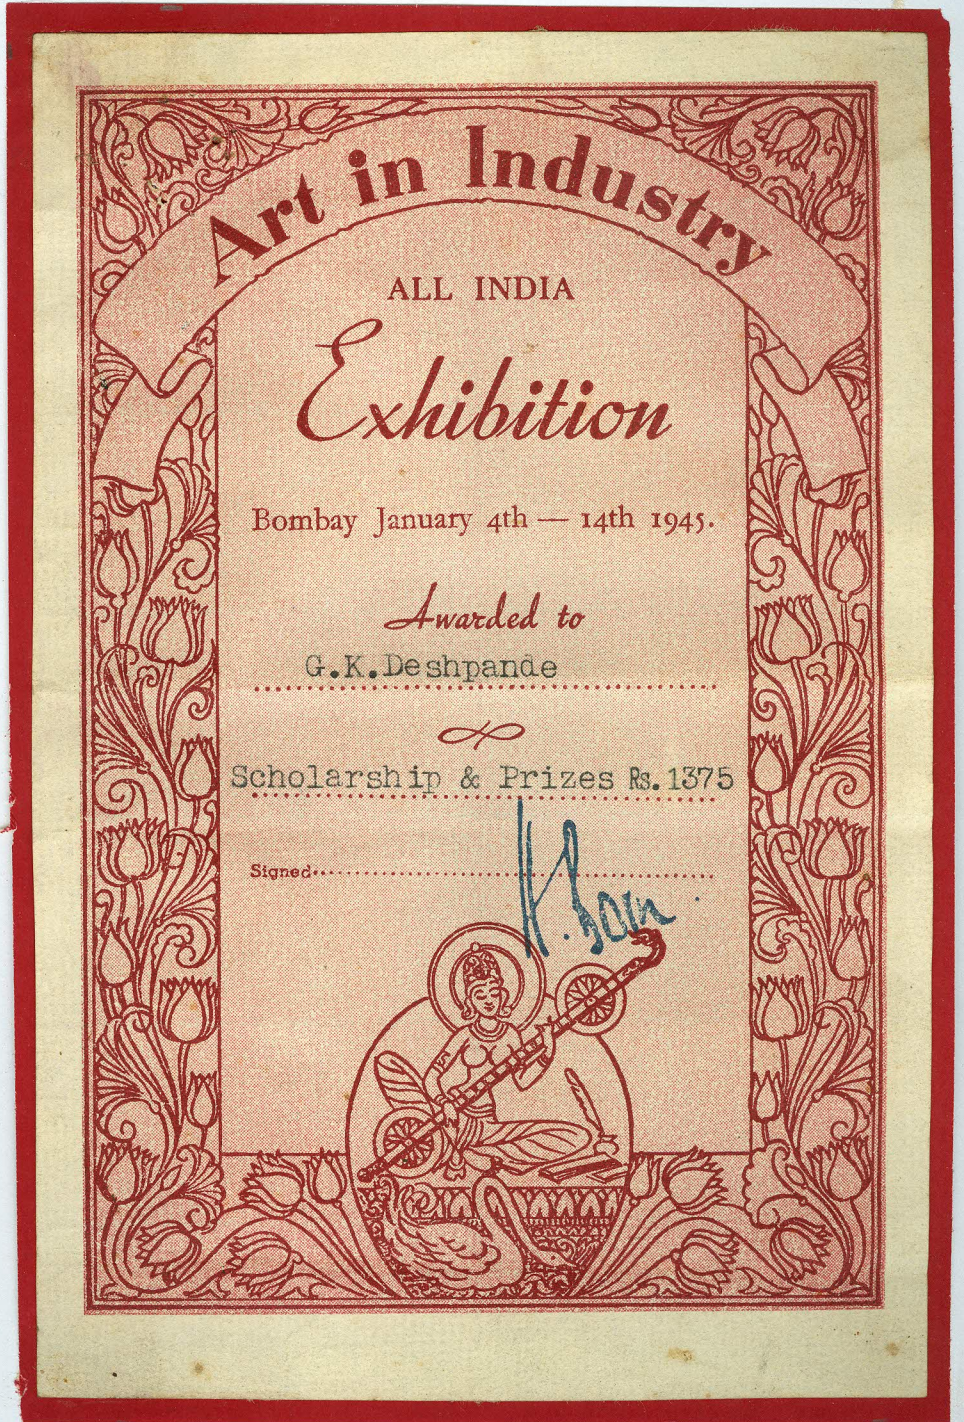 Art in Industry
ALL INDIA
Exhibition
Bombay January 4th — 14th 1945.
Awarded to
G.K.Deshpande
Scholarship & Prizes Rs.1375
Signed